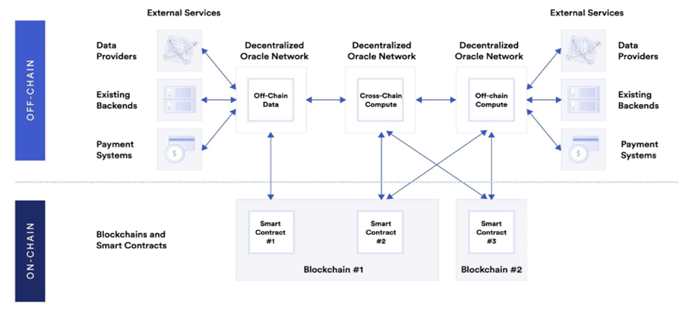 External Services
External Services
OFF-CHAIN
Data
Providers
Existing
Backends
Payment
Systems
$
Decentralized
Oracle Network
Off-Chain
Data
Decentralized
Oracle Network
Cross-Chain
Compute
Decentralized
Oracle Network
Off-chain
Compute
Data
Providers
Existing
Backends
Payment
Systems
$
ON-CHAIN
Blockchains and
Smart Contracts
Smart
Contract
#1
Smart
Contract
#2
Blockchain #1
Smart
Contract
#3
Blockchain #2